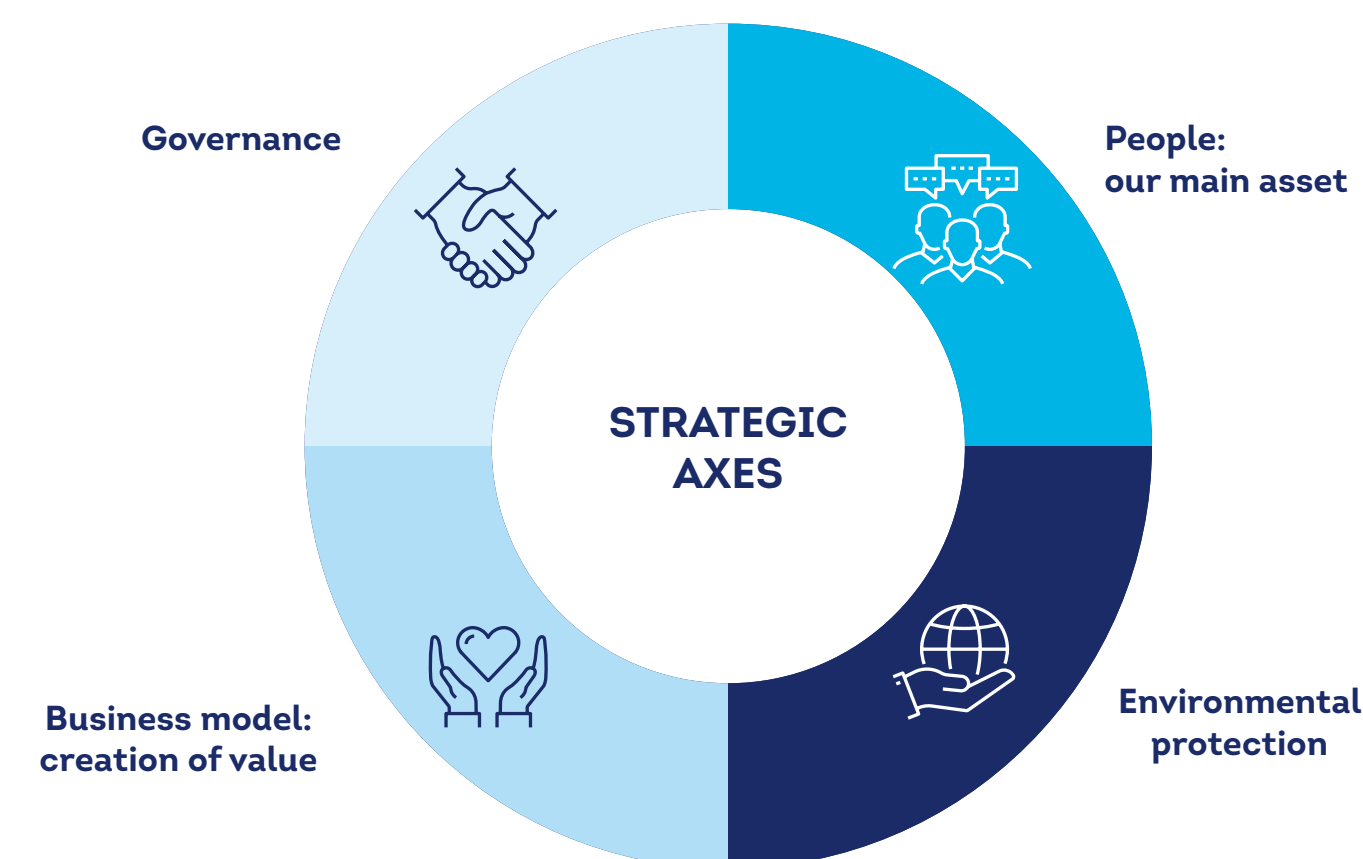 Governance
People:
our main asset
STRATEGIC
AXES
Business model:
creation of value
Environmental
protection